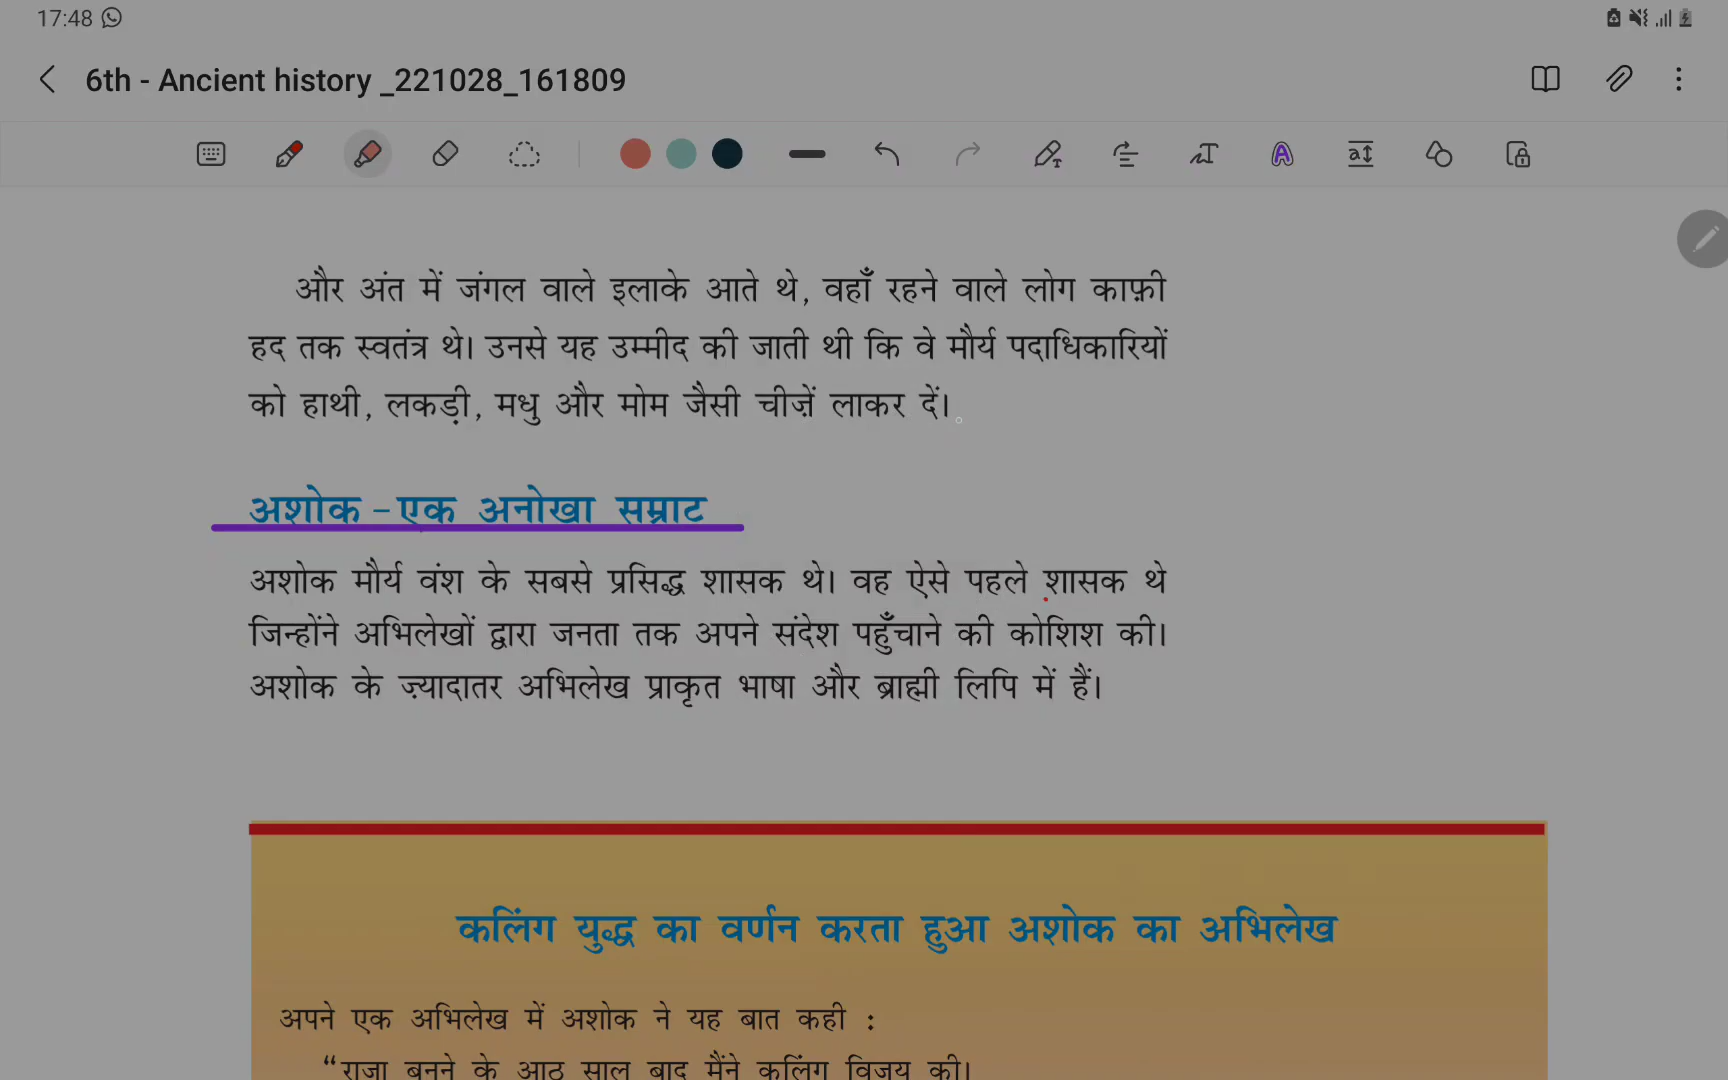 17:48
6th - Ancient history _221028_161809
और अंत में जंगल वाले इलाके आते थे, वहाँ रहने वाले लोग काफ़ी
हद तक स्वतंत्र थे। उनसे यह उम्मीद की जाती थी कि वे मौर्य पदाधिकारियों
को हाथी, लकड़ी, मधु और मोम जैसी चीज़ें लाकर दें।
अशोक – एक अनोखा सम्राट
अशोक मौर्य वंश के सबसे प्रसिद्ध शासक थे। वह ऐसे पहले शासक थे
जिन्होंने अभिलेखों द्वारा जनता तक अपने संदेश पहुँचाने की कोशिश की।
अशोक के ज़्यादातर अभिलेख प्राकृत भाषा और ब्राह्मी लिपि में हैं।
कलिंग युद्ध का वर्णन करता हुआ अशोक का अभिलेख
अपने एक अभिलेख में अशोक ने यह बात कही :
“राजा बनने के आठ साल बाद मैंने कलिंग विजय की।